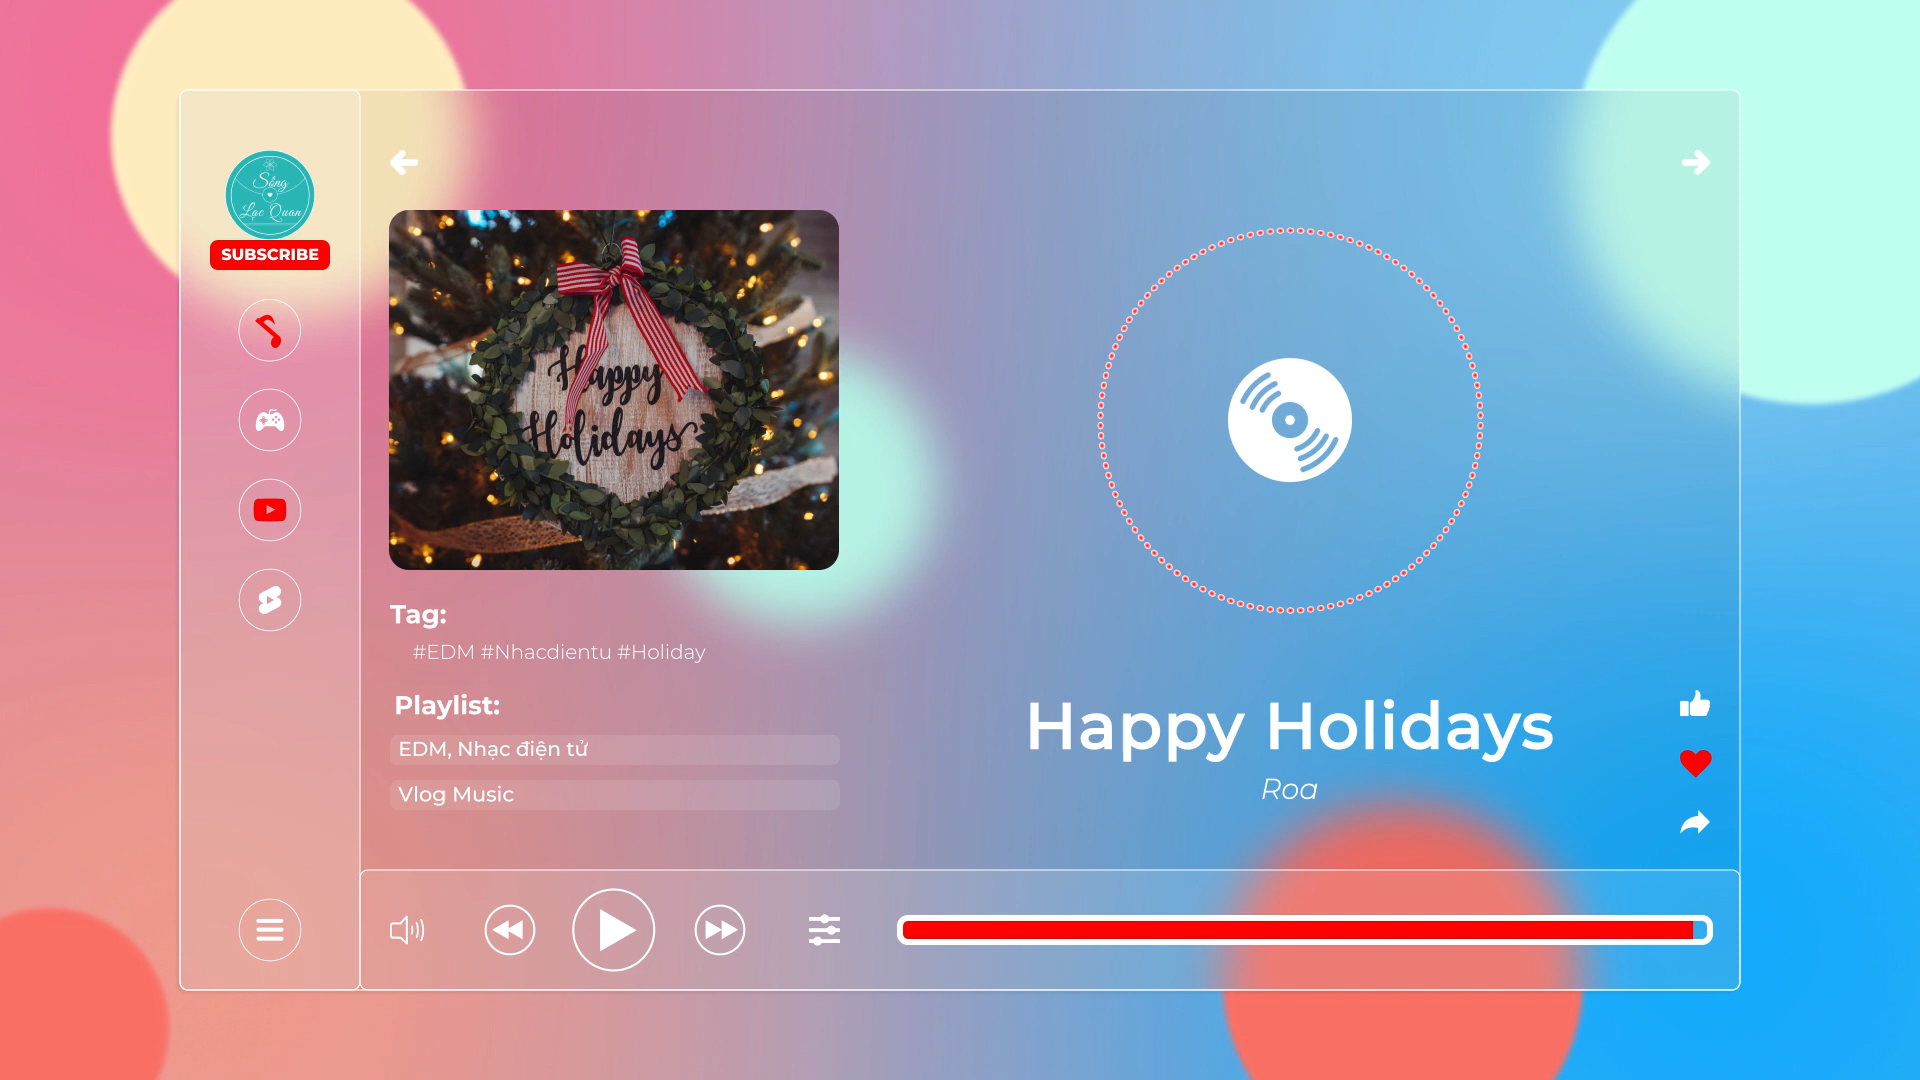 Sống
Lạc Quan
SUBSCRIBE
Happy
Holidays
Tag:
#EDM #Nhacdientu #Holiday
Playlist:
EDM, Nhạc điện tử
Vlog Music
Happy Holidays
Roa